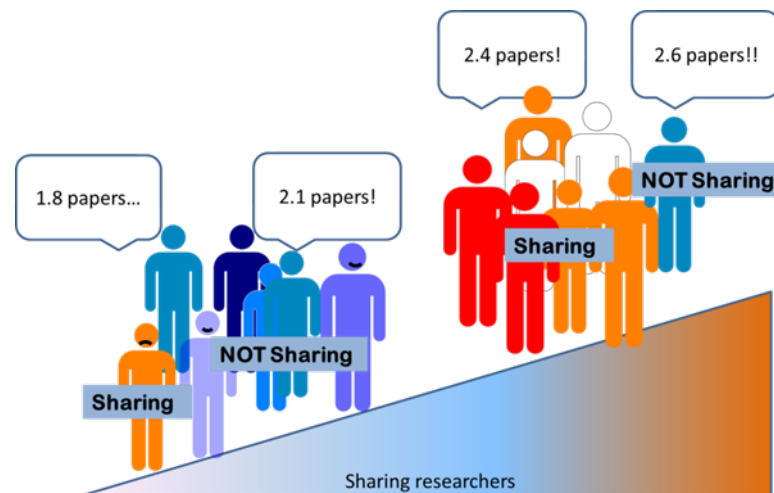 2.4 papers!
2.6 papers!!
1.8 papers...
2.1 papers!
NOT Sharing
Sharing
NOT Sharing
Sharing
Sharing researchers